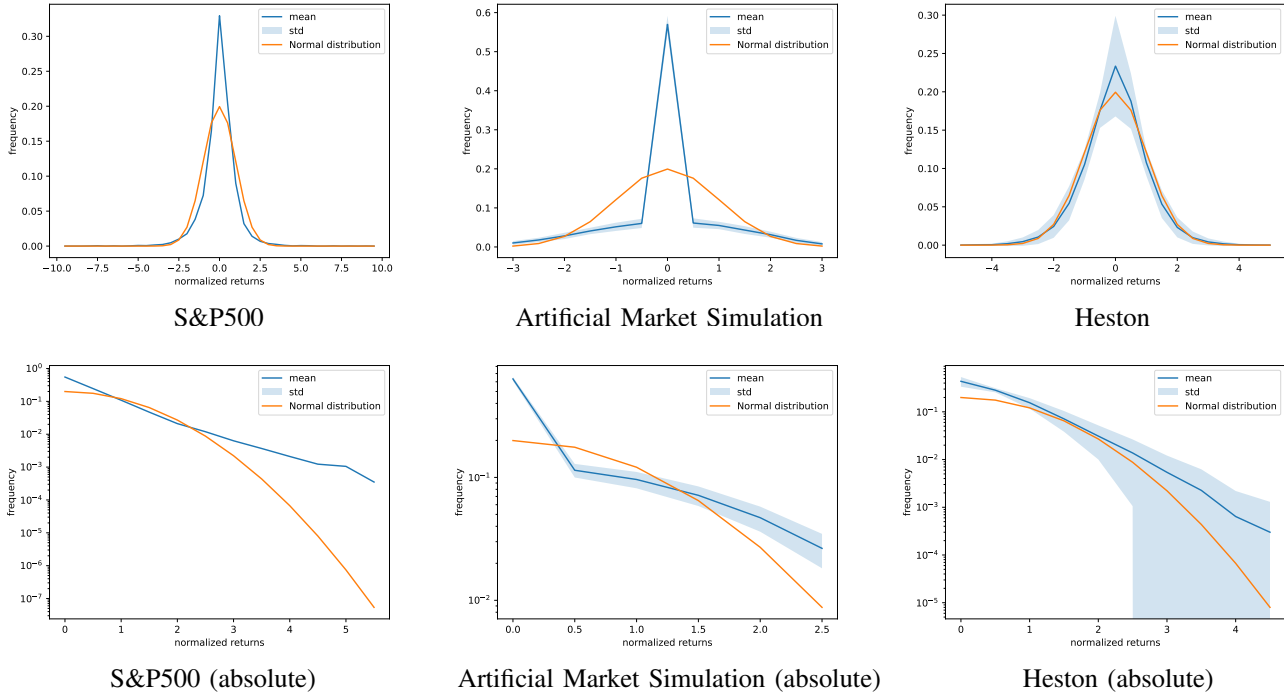 mean
std
Normal distribution
0.30
0.25
0.20
0.15
0.10
0.05
0.00
frequency
−10.0 −7.5 −5.0 −2.5 0.0 2.5 5.0 7.5 10.0
normalized returns
S&P500
mean
std
Normal distribution
0.6
0.5
0.4
0.3
0.2
0.1
0.0
frequency
−3 −2 −1 0 1 2 3
normalized returns
Artificial Market Simulation
mean
std
Normal distribution
0.30
0.25
0.20
0.15
0.10
0.05
0.00
frequency
−4 −2 0 2 4
normalized returns
Heston
mean
std
Normal distribution
10⁰
10⁻¹
10⁻²
10⁻³
10⁻⁴
10⁻⁵
10⁻⁶
10⁻⁷
frequency
0 1 2 3 4 5
normalized returns
S&P500 (absolute)
mean
std
Normal distribution
10⁻¹
10⁻²
frequency
0.0 0.5 1.0 1.5 2.0 2.5
normalized returns
Artificial Market Simulation (absolute)
mean
std
Normal distribution
10⁻¹
10⁻²
10⁻³
10⁻⁴
10⁻⁵
frequency
0 1 2 3 4
normalized returns
Heston (absolute)